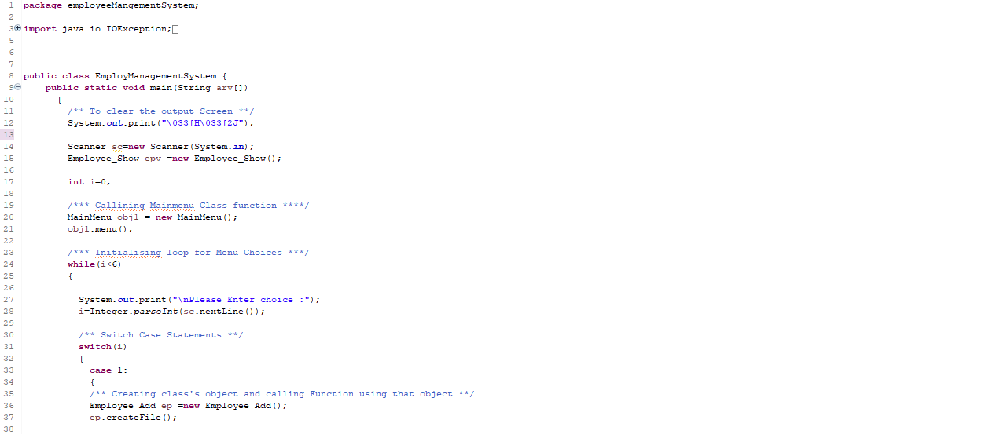 1 package employeeMangementSystem;
2
3 import java.io.IOException;
5
6
7
8 public class EmployManagementSystem {
9 public static void main(String arv[])
10 {
11 /** To clear the output Screen **/
12 System.out.print("\033[H\033[2J");
13
14 Scanner sc=new Scanner(System.in);
15 Employee_Show epv =new Employee_Show();
16
17 int i=0;
18
19 /*** Callining Mainmenu Class function ****/
20 MainMenu obj1 = new MainMenu();
21 obj1.menu();
22
23 /*** Initialising loop for Menu Choices ***/
24 while(i<6)
25 {
26
27 System.out.print("\nPlease Enter choice :");
28 i=Integer.parseInt(sc.nextLine());
29
30 /** Switch Case Statements **/
31 switch(i)
32 {
33 case 1:
34 {
35 /** Creating class's object and calling Function using that object **/
36 Employee_Add ep =new Employee_Add();
37 ep.createFile();
38